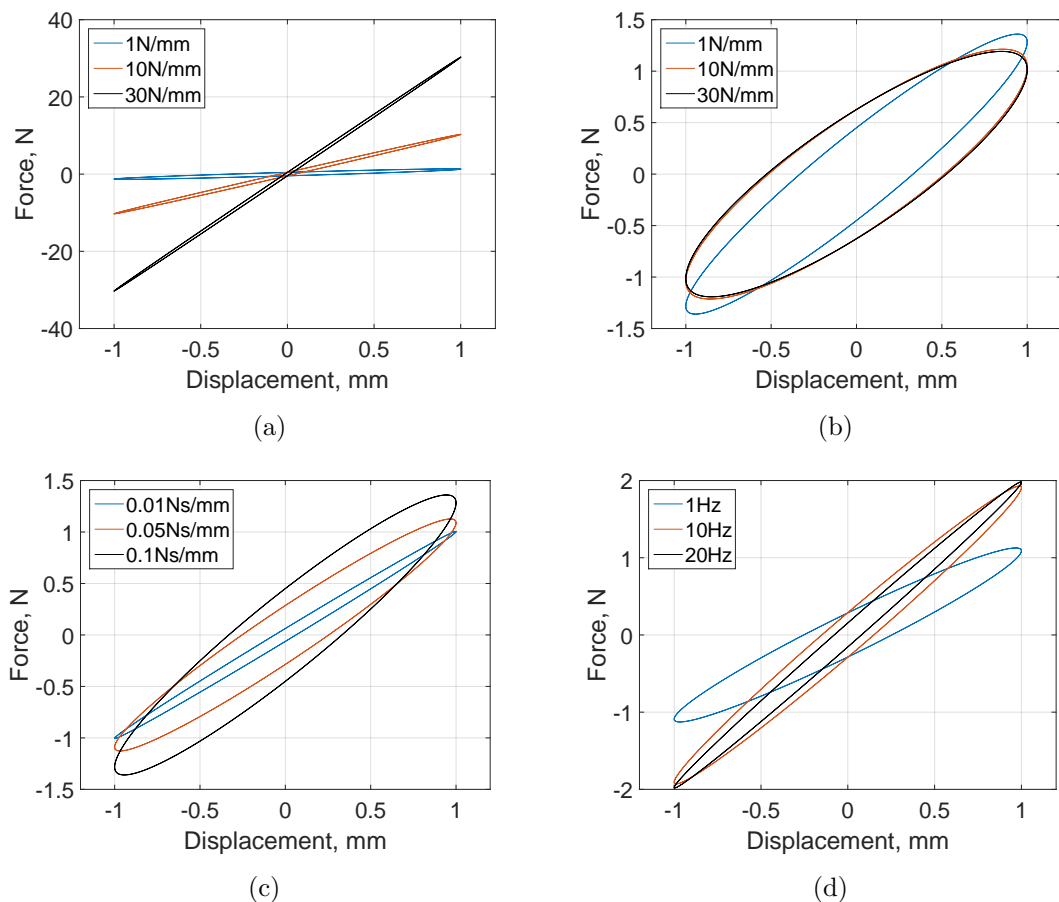 1N/mm
10N/mm
30N/mm
40
20
0
-20
-40
-1 -0.5 0 0.5 1
Force, N
Displacement, mm
(a)
1N/mm
10N/mm
30N/mm
1.5
1
0.5
0
-0.5
-1
-1.5
-1 -0.5 0 0.5 1
Force, N
Displacement, mm
(b)
0.01Ns/mm
0.05Ns/mm
0.1Ns/mm
1.5
1
0.5
0
-0.5
-1
-1.5
-1 -0.5 0 0.5 1
Force, N
Displacement, mm
(c)
1Hz
10Hz
20Hz
2
1
0
-1
-2
-1 -0.5 0 0.5 1
Force, N
Displacement, mm
(d)